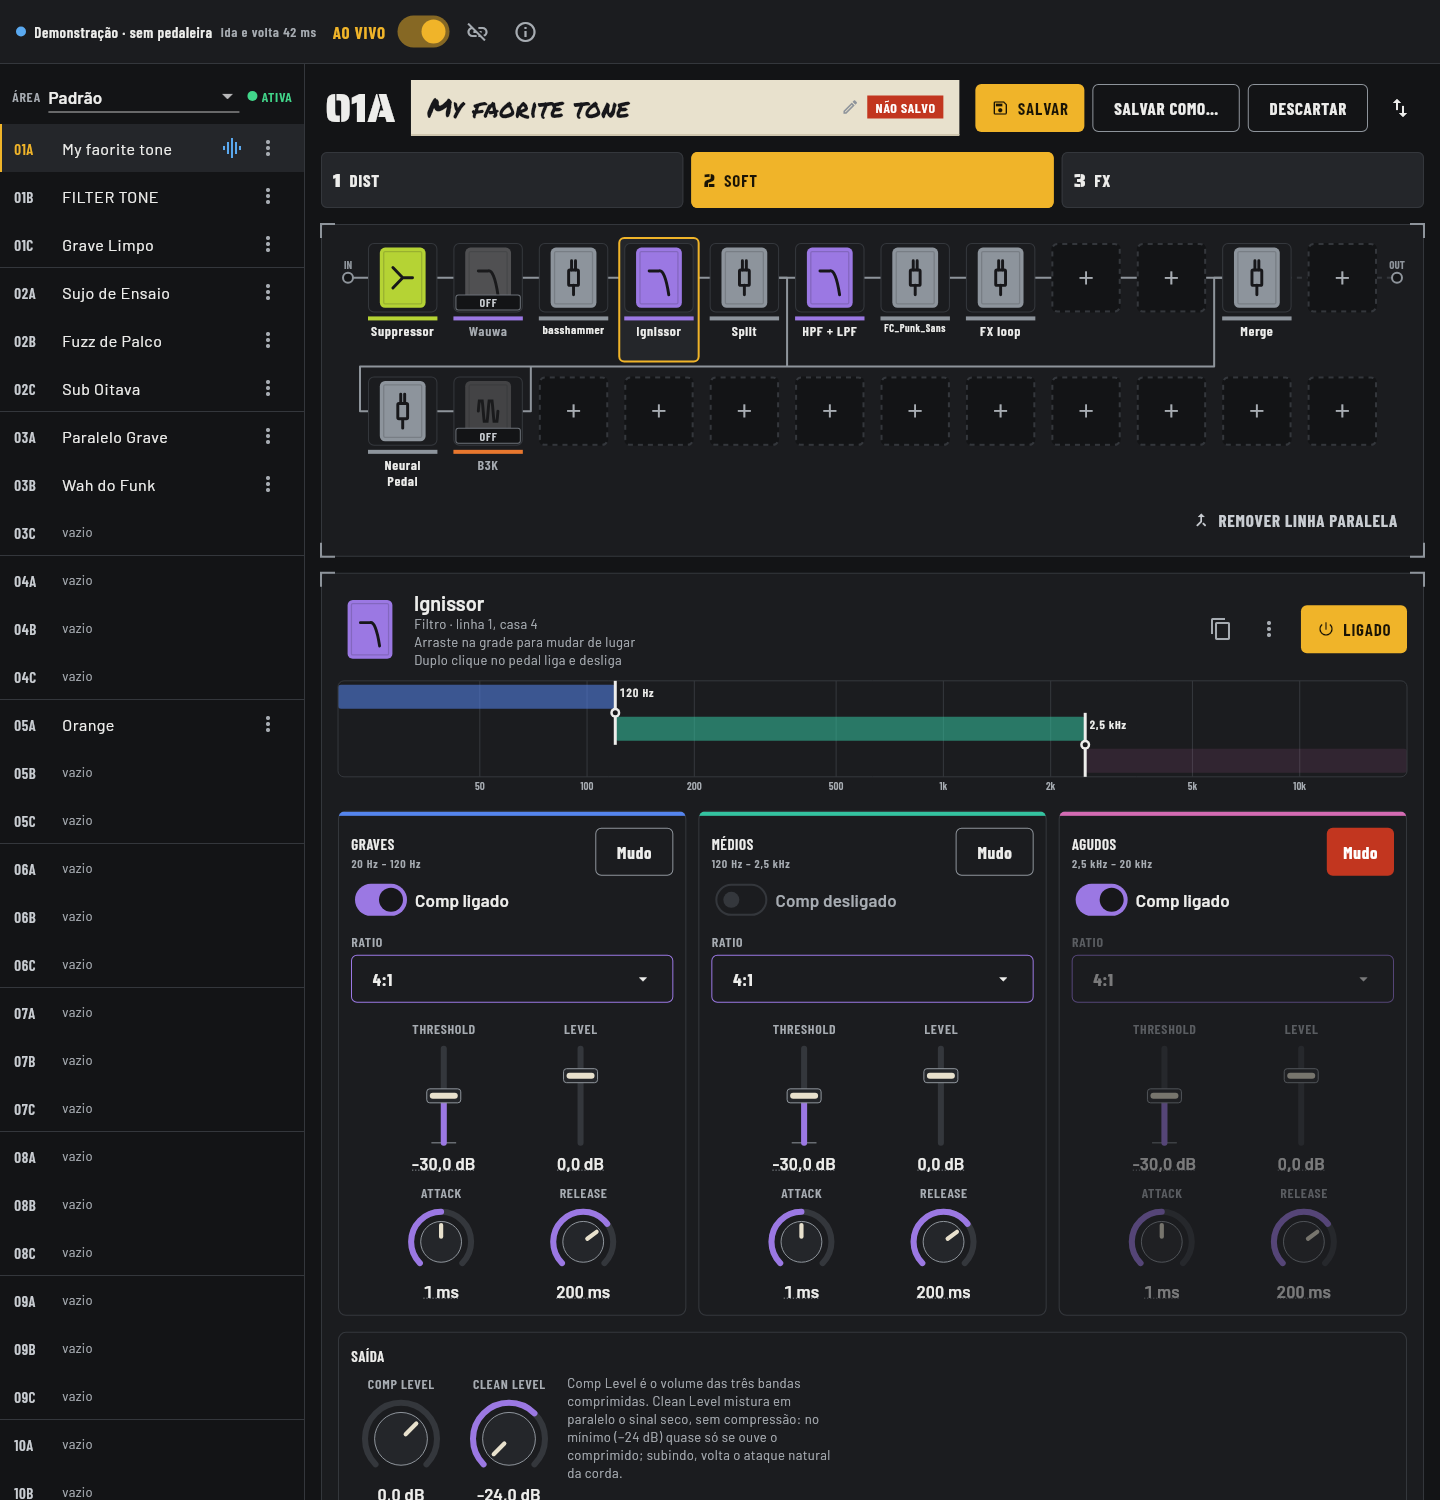 Demonstração · sem pedaleira Ida e volta 42 ms AO VIVO
ÁREA Padrão ATIVA
01A My faorite tone
01B FILTER TONE
01C Grave Limpo
02A Sujo de Ensaio
02B Fuzz de Palco
02C Sub Oitava
03A Paralelo Grave
03B Wah do Funk
03C vazio
04A vazio
04B vazio
04C vazio
05A Orange
05B vazio
05C vazio
06A vazio
06B vazio
06C vazio
07A vazio
07B vazio
07C vazio
08A vazio
08B vazio
08C vazio
09A vazio
09B vazio
09C vazio
10A vazio
10B vazio
01A My faorite tone NÃO SALVO SALVAR SALVAR COMO... DESCARTAR
1 DIST 2 SOFT 3 FX
IN OUT
OFF
Suppressor Wauwa basshammer Ignissor Split HPF + LPF FC_Punk_Sans FX loop Merge
OFF
Neural Pedal B3K
REMOVER LINHA PARALELA
Ignissor
Filtro · linha 1, casa 4
Arraste na grade para mudar de lugar
Duplo clique no pedal liga e desliga
LIGADO
120 Hz
2,5 kHz
50 100 200 500 1k 2k 5k 10k
GRAVES Mudo MÉDIOS Mudo AGUDOS Mudo
20 Hz – 120 Hz 120 Hz – 2,5 kHz 2,5 kHz – 20 kHz
Comp ligado Comp desligado Comp ligado
RATIO RATIO RATIO
4:1 4:1 4:1
THRESHOLD LEVEL THRESHOLD LEVEL THRESHOLD LEVEL
-30,0 dB 0,0 dB -30,0 dB 0,0 dB -30,0 dB 0,0 dB
ATTACK RELEASE ATTACK RELEASE ATTACK RELEASE
1 ms 200 ms 1 ms 200 ms 1 ms 200 ms
SAÍDA
COMP LEVEL CLEAN LEVEL
Comp Level é o volume das três bandas
comprimidas. Clean Level mistura em
paralelo o sinal seco, sem compressão: no
mínimo (−24 dB) quase só se ouve o
comprimido; subindo, volta o ataque natural
da corda.
0,0 dB -24,0 dB